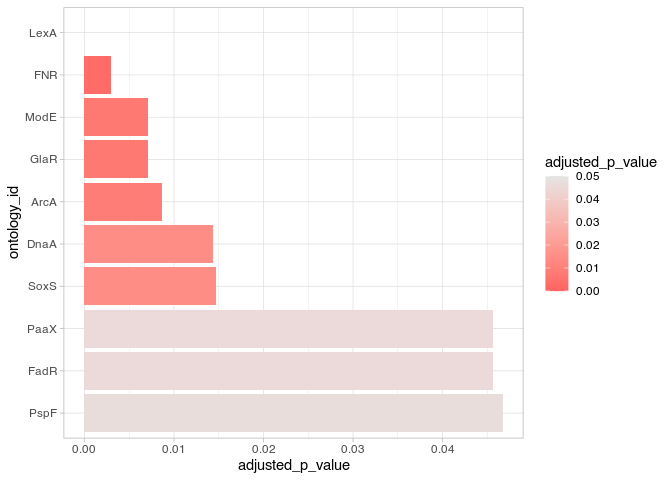 LexA
FNR
ModE
GlaR
ArcA
DnaA
SoxS
PaaX
FadR
PspF
ontology_id
0.00 0.01 0.02 0.03 0.04
adjusted_p_value
adjusted_p_value
0.05
0.04
0.03
0.02
0.01
0.00